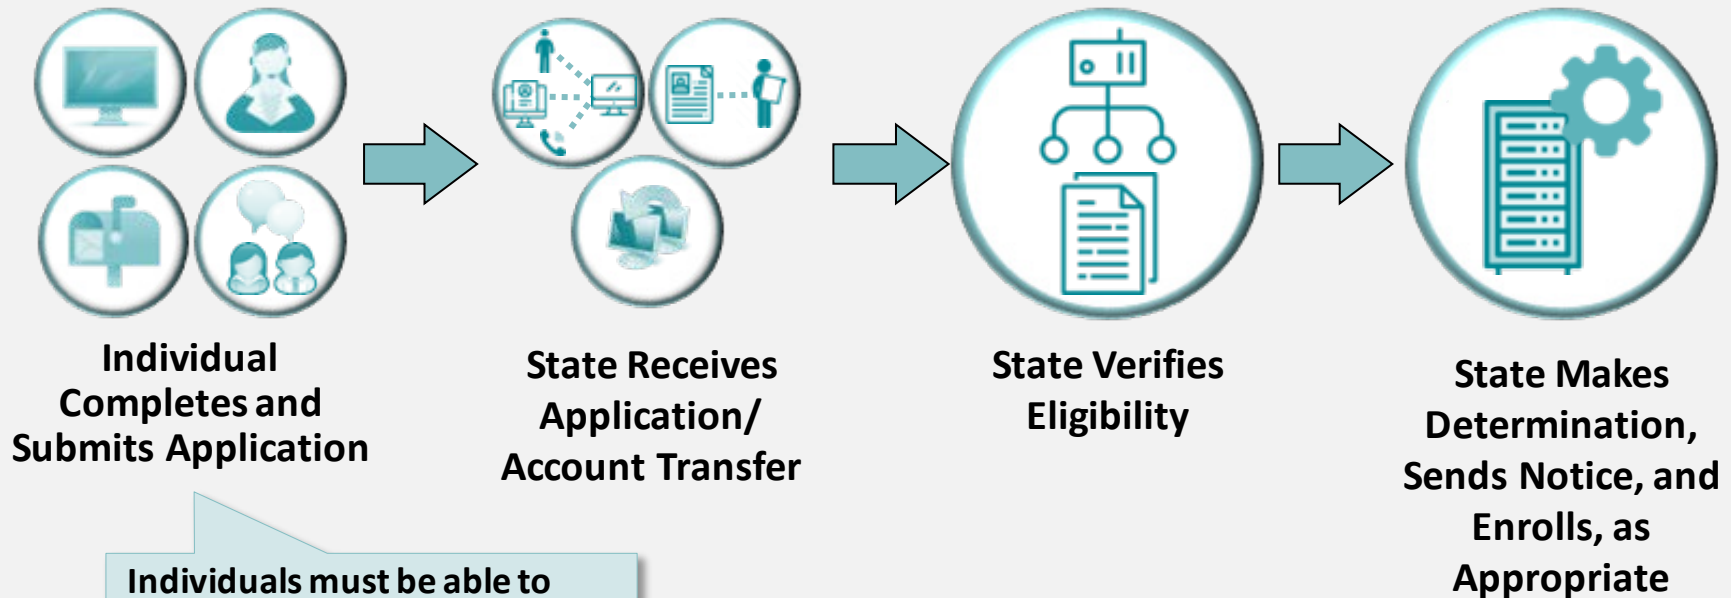 Individual
Completes and
Submits Application
State Receives
Application/
Account Transfer
State Verifies
Eligibility
State Makes
Determination,
Sends Notice, and
Enrolls, as
Appropriate
Individuals must be able to